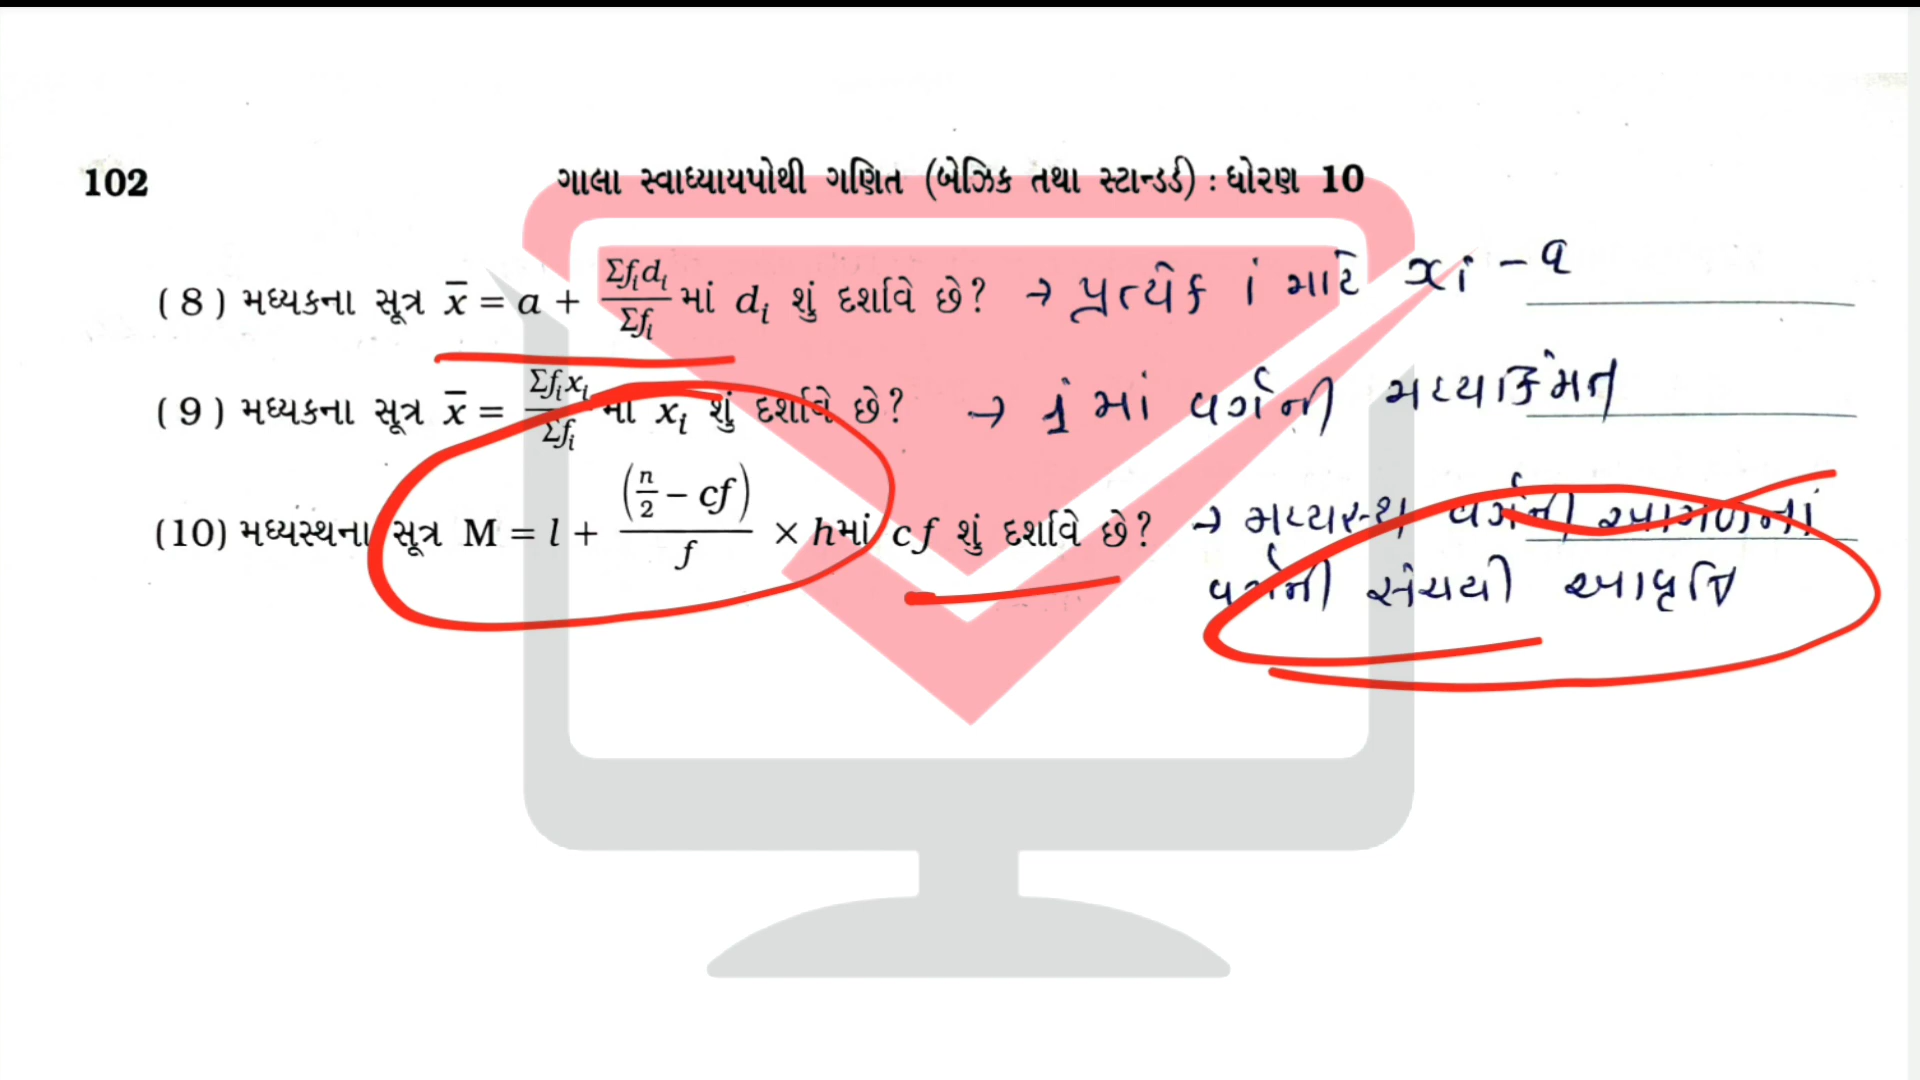 102 ગાલા સ્વાધ્યાયપોથી ગણિત (બેઝિક તથા સ્ટાન્ડર્ડ) : ધોરણ 10
( 8 ) મધ્યકના સૂત્ર x̄ = a + Σfᵢdᵢ / Σfᵢ માં dᵢ શું દર્શાવે છે? → પ્રત્યેક i માટે xi - a
( 9 ) મધ્યકના સૂત્ર x̄ = Σfᵢxᵢ / Σfᵢ માં xᵢ શું દર્શાવે છે? → i માં વર્ગની મધ્યકિંમત
(10) મધ્યસ્થના સૂત્ર M = l + (n/2 – cf) / f × h માં cf શું દર્શાવે છે? → મધ્યસ્થ વર્ગની આગળનાં
વર્ગની સંચયી આવૃત્તિ